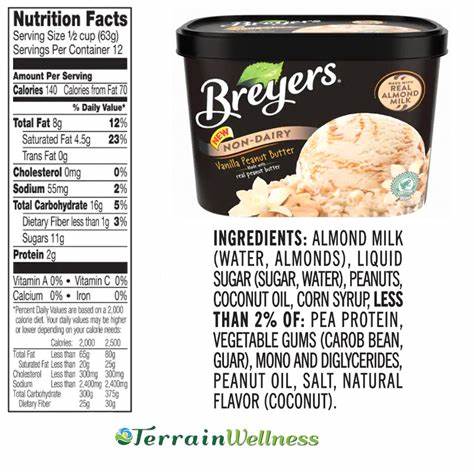 Nutrition Facts
Serving Size ½ cup (63g)
Servings Per Container 12
Amount Per Serving
Calories 140 Calories from Fat 70
% Daily Value*
Total Fat 8g 12%
Saturated Fat 4.5g 23%
Trans Fat 0g
Cholesterol 0mg 0%
Sodium 55mg 2%
Total Carbohydrate 16g 5%
Dietary Fiber less than 1g 3%
Sugars 11g
Protein 2g
Vitamin A 0% • Vitamin C 0%
Calcium 0% • Iron 0%
*Percent Daily Values are based on a 2,000
calorie diet. Your daily values may be higher
or lower depending on your calorie needs:
Calories: 2,000 2,500
Total Fat Less than 65g 80g
Saturated Fat Less than 20g 25g
Cholesterol Less than 300mg 300mg
Sodium Less than 2,400mg 2,400mg
Total Carbohydrate 300g 375g
Dietary Fiber 25g 30g
Breyers®
MADE WITH
REAL
ALMOND
MILK
NEW
NON-DAIRY
Vanilla Peanut Butter
Made with
real peanut butter
INGREDIENTS: ALMOND MILK
(WATER, ALMONDS), LIQUID
SUGAR (SUGAR, WATER), PEANUTS,
COCONUT OIL, CORN SYRUP, LESS
THAN 2% OF: PEA PROTEIN,
VEGETABLE GUMS (CAROB BEAN,
GUAR), MONO AND DIGLYCERIDES,
PEANUT OIL, SALT, NATURAL
FLAVOR (COCONUT).
TerrainWellness